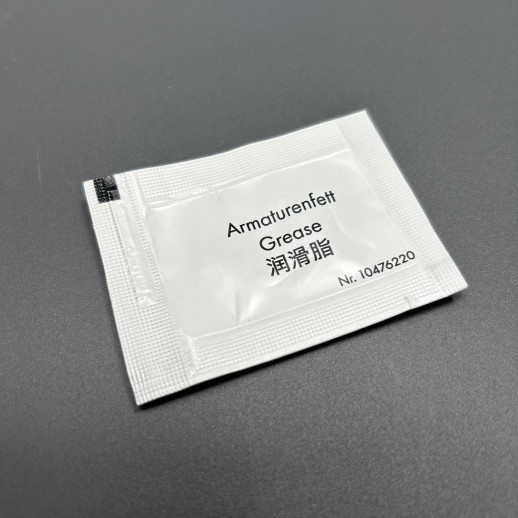 Armaturenfett
Grease
润滑脂
Nr. 10476220